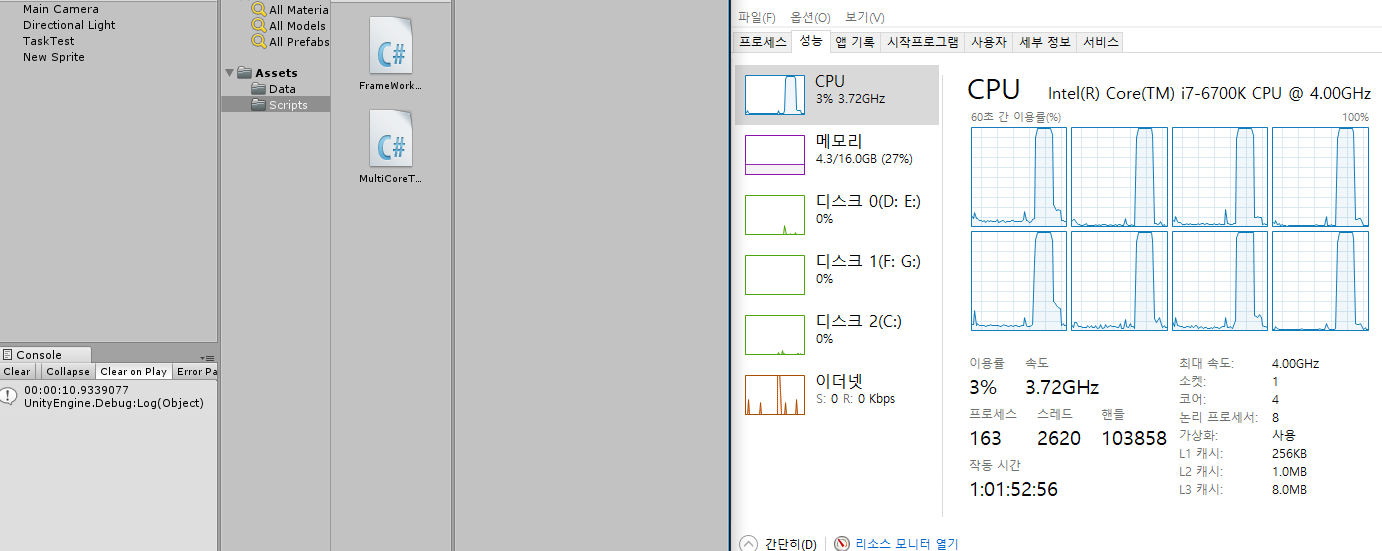 Main Camera
Directional Light
TaskTest
New Sprite
All Materia
All Models
All Prefabs
Assets
Data
Scripts
C#
FrameWork...
C#
MultiCoreT...
Console
Clear Collapse Clear on Play Error Pa
00:00:10.9339077
UnityEngine.Debug:Log(Object)
파일(F) 옵션(O) 보기(V)
프로세스 성능 앱 기록 시작프로그램 사용자 세부 정보 서비스
CPU
3% 3.72GHz
메모리
4.3/16.0GB (27%)
디스크 0(D: E:)
0%
디스크 1(F: G:)
0%
디스크 2(C:)
0%
이더넷
S: 0 R: 0 Kbps
CPU Intel(R) Core(TM) i7-6700K CPU @ 4.00GHz
60초 간 이용률(%) 100%
이용률 속도
3% 3.72GHz
프로세스 스레드 핸들
163 2620 103858
작동 시간
1:01:52:56
최대 속도: 4.00GHz
소켓: 1
코어: 4
논리 프로세서: 8
가상화: 사용
L1 캐시: 256KB
L2 캐시: 1.0MB
L3 캐시: 8.0MB
간단히(D) 리소스 모니터 열기